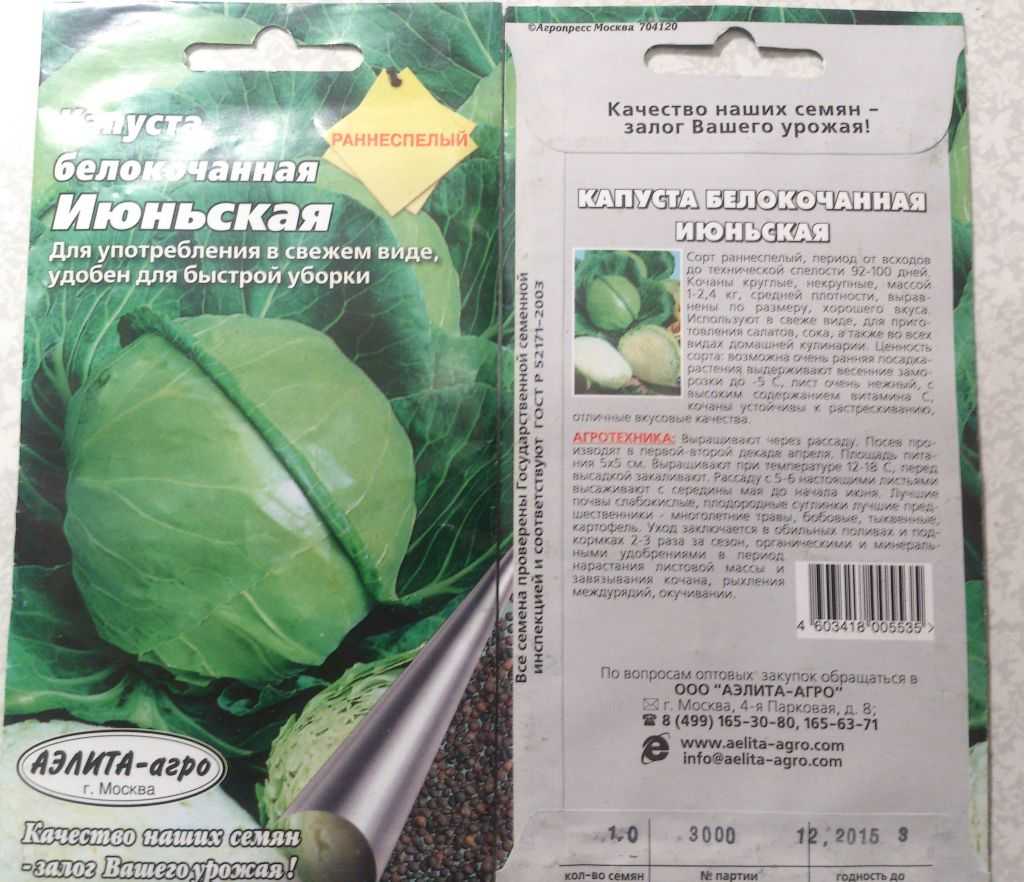 Капуста
белокочанная
Июньская
РАННЕСПЕЛЫЙ
Для употребления в свежем виде,
удобен для быстрой уборки
АЭЛИТА-агро
г. Москва
Качество наших семян
-залог Вашего урожая!
©Агропресс Москва 704120
Качество наших семян –
залог Вашего урожая!
КАПУСТА БЕЛОКОЧАННАЯ
ИЮНЬСКАЯ
Сорт раннеспелый, период от всходов
до технической спелости 92-100 дней.
Кочаны круглые, некрупные, массой
1-2,4 кг, средней плотности, вырав-
нены по размеру, хорошего вкуса.
Используют в свеже виде, для приго-
товления салатов, сока, а также во всех
видах домашней кулинарии. Ценность
сорта: возможна очень ранняя посадка-
растения выдерживают весенние замо-
розки до -5 С, лист очень нежный, с
высоким содержанием витамина С,
кочаны устойчивы к растрескиванию,
отличные вкусовые качества.
АГРОТЕХНИКА: Выращивают через рассаду. Посев про-
изводят в первой-второй декаде апреля. Площадь пита-
ния 5х5 см. Выращивают при температуре 12-18 С, перед
высадкой закаливают. Рассаду с 5-6 настоящими листьями
высаживают с середины мая до начала июня. Лучшие
почвы слабокислые, плодородные суглинки лучшие пред-
шественники - многолетние травы, бобовые, тыквенные,
картофель. Уход заключается в обильных поливах и под-
кормках 2-3 раза за сезон, органическими и минераль-
ными удобрениями в период
нарастания листовой массы и
завязывания кочана, рыхления
междурядий, окучивании.
4 603418 005535 >
Все семена проверены Государственной семенной
инспекцией и соответствуют ГОСТ Р 52171-2003
По вопросам оптовых закупок обращаться в
ООО "АЭЛИТА-АГРО"
г. Москва, 4-я Парковая, д. 8;
8 (499) 165-30-80, 165-63-71
www.aelita-agro.com
info@aelita-agro.com
1.0 3000 12,2015 3
кол-во семян № партии годность до